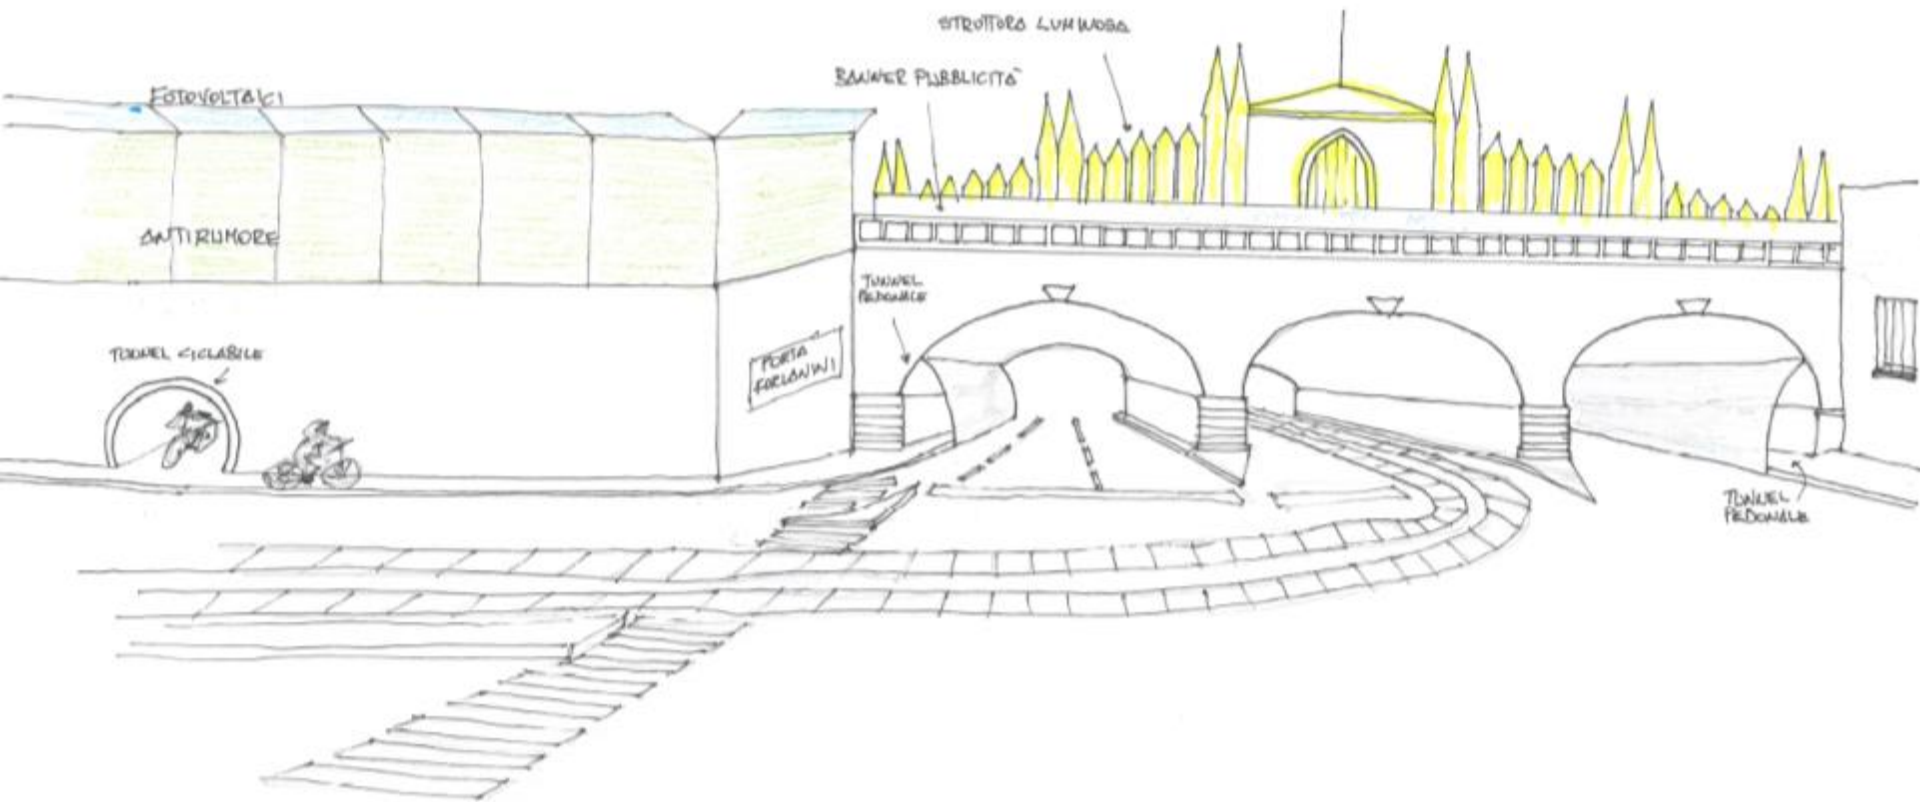 STRUTTURA LUMINOSA
BANNER PUBBLICITÀ
FOTOVOLTAICI
ANTIRUMORE
TUNNEL
PEDONALE
TUNNEL CICLABILE
PORTA
FORLANINI
TUNNEL
PEDONALE